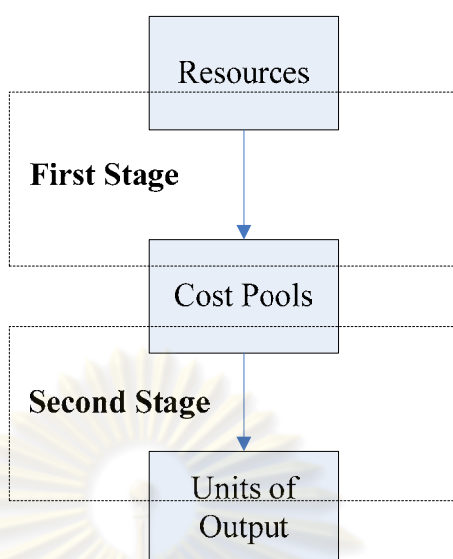 Resources
First Stage
Cost Pools
Second Stage
Units of
Output